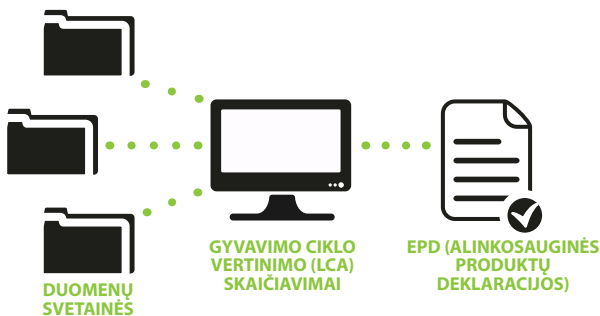 DUOMENŲ
SVETAINĖS
GYVAVIMO CIKLO
VERTINIMO (LCA)
SKAIČIAVIMAI
EPD (ALINKOSAUGINĖS
PRODUKTŲ
DEKLARACIJOS)